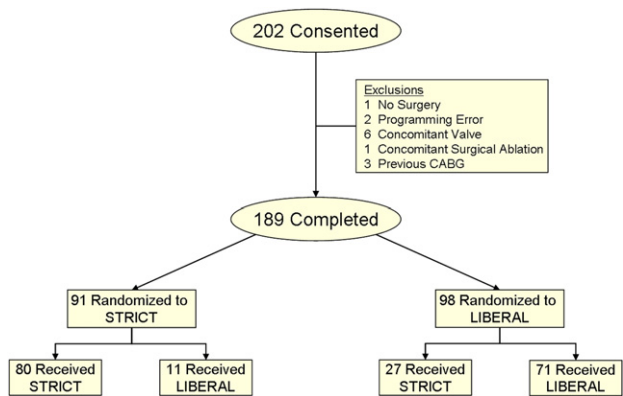 202 Consented
Exclusions
1 No Surgery
2 Programming Error
6 Concomitant Valve
1 Concomitant Surgical Ablation
3 Previous CABG
189 Completed
91 Randomized to
STRICT
98 Randomized to
LIBERAL
80 Received
STRICT
11 Received
LIBERAL
27 Received
STRICT
71 Received
LIBERAL